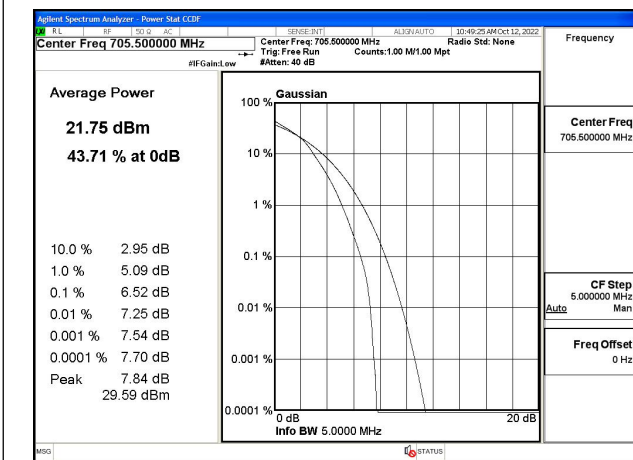 Agilent Spectrum Analyzer - Power Stat CCDF
RL RF 50 Ω AC SENSE:INT ALIGN AUTO 10:49:25 AM Oct 12, 2022
Center Freq 705.500000 MHz
Center Freq: 705.500000 MHz Radio Std: None
Trig: Free Run Counts:1.00 M/1.00 Mpt
#IFGain:Low #Atten: 40 dB
Frequency
Average Power
21.75 dBm
43.71 % at 0dB
10.0 % 2.95 dB
1.0 % 5.09 dB
0.1 % 6.52 dB
0.01 % 7.25 dB
0.001 % 7.54 dB
0.0001 % 7.70 dB
Peak 7.84 dB
29.59 dBm
Gaussian
100 %
10 %
1 %
0.1 %
0.01 %
0.001 %
0.0001 %
0 dB 20 dB
Info BW 5.0000 MHz
Center Freq
705.500000 MHz
CF Step
5.000000 MHz
Auto Man
Freq Offset
0 Hz
MSG STATUS